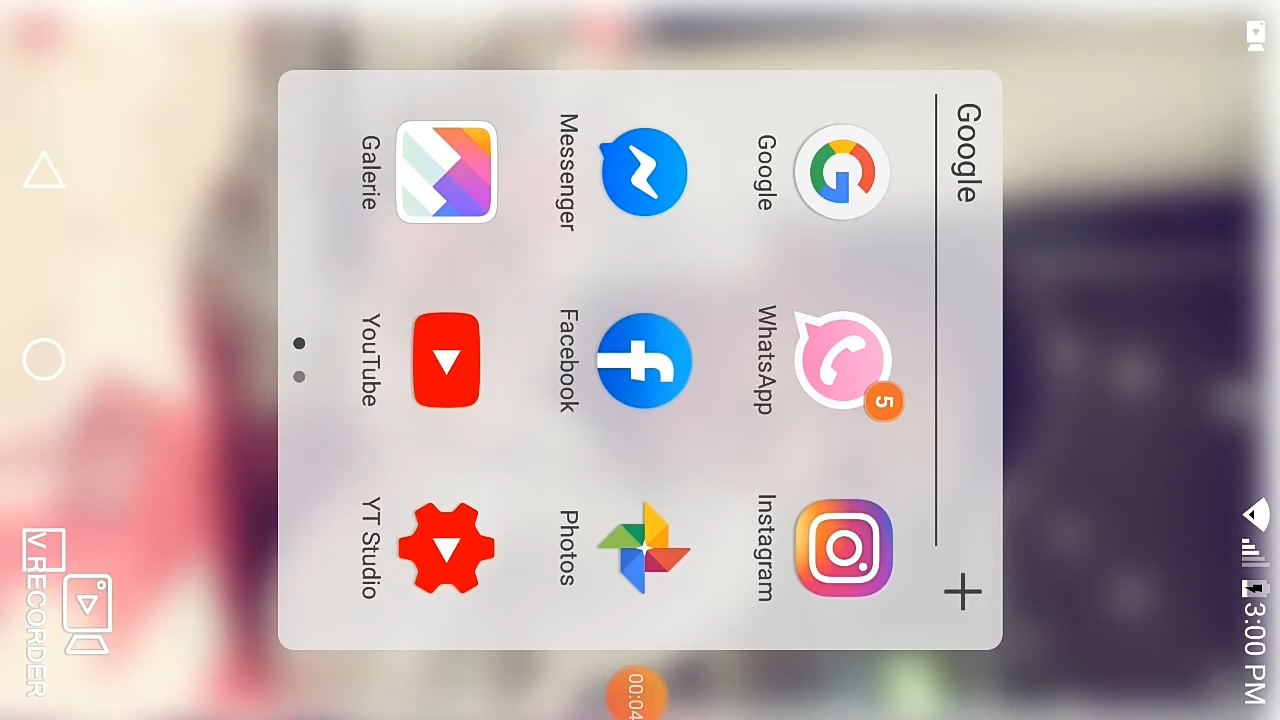 3:00 PM
Google
Google
WhatsApp
5
Instagram
Messenger
Facebook
Photos
Galerie
YouTube
YT Studio
00:04
V.RECORDER